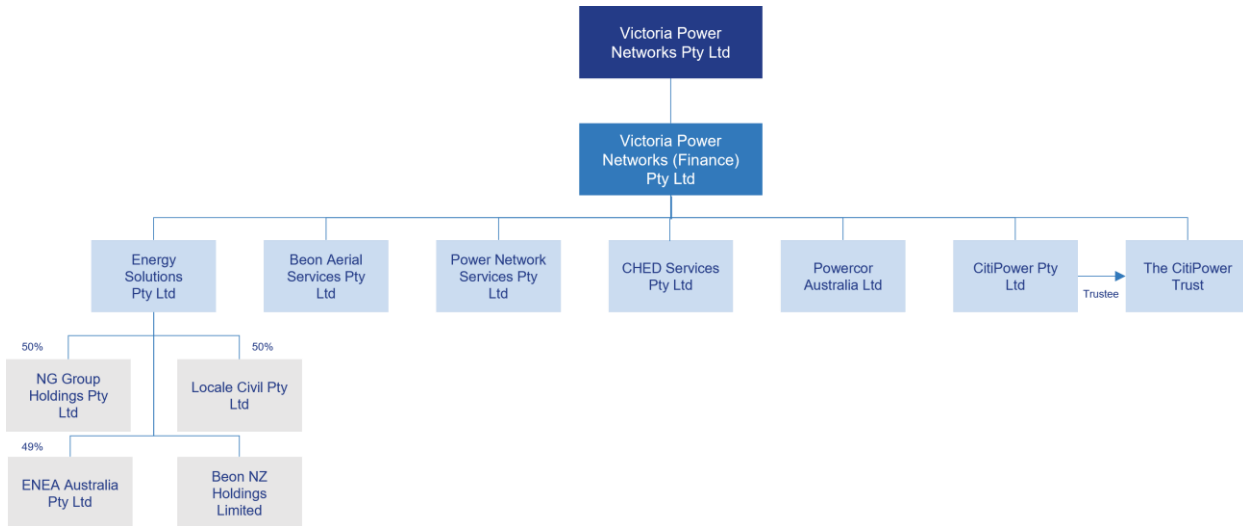 Victoria Power
Networks Pty Ltd
Victoria Power
Networks (Finance)
Pty Ltd
Energy
Solutions
Pty Ltd
Beon Aerial
Services Pty
Ltd
Power Network
Services Pty
Ltd
CHED Services
Pty Ltd
Powercor
Australia Ltd
CitiPower Pty
Ltd
Trustee
The CitiPower
Trust
50%
NG Group
Holdings Pty
Ltd
50%
Locale Civil Pty
Ltd
49%
ENEA Australia
Pty Ltd
Beon NZ
Holdings
Limited